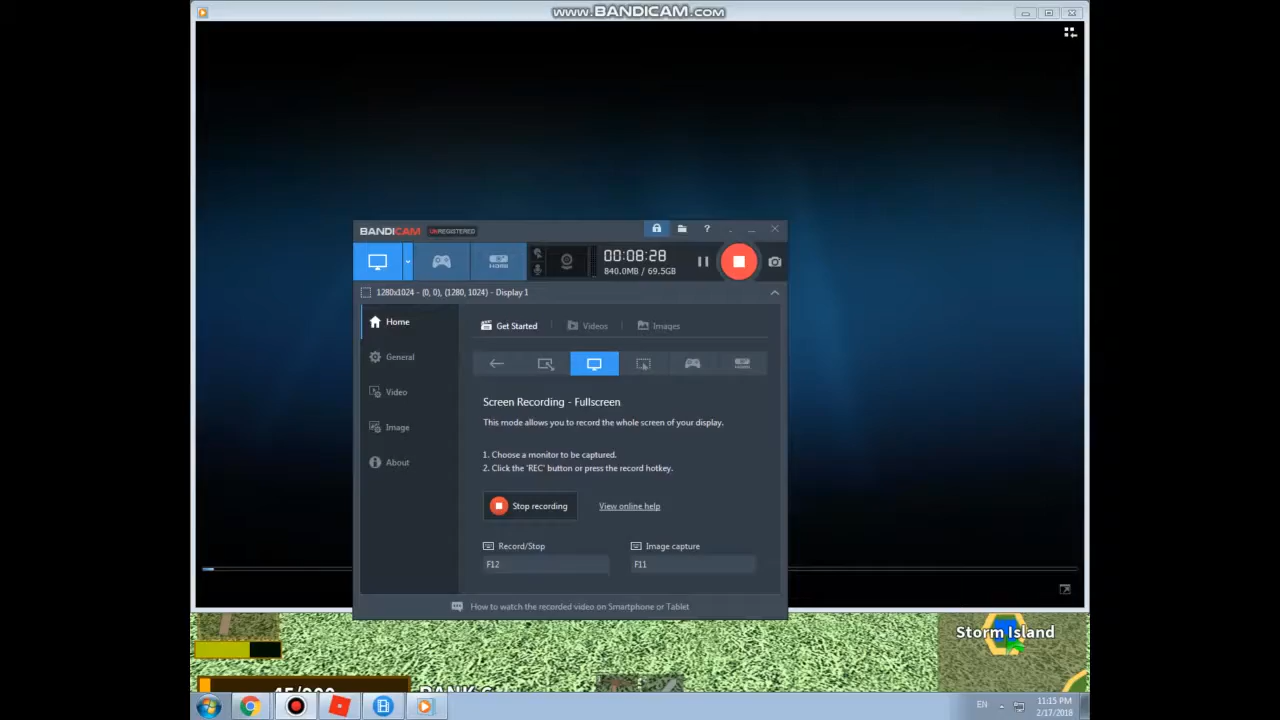 www.BANDICAM.com
BANDICAM UNREGISTERED
?
HDMI
00:08:28
840.0MB / 69.5GB
1280x1024 - (0, 0), (1280, 1024) - Display 1
Home
General
Video
Image
About
Get Started
Videos
Images
Screen Recording - Fullscreen
This mode allows you to record the whole screen of your display.
1. Choose a monitor to be captured.
2. Click the 'REC' button or press the record hotkey.
Stop recording
View online help
Record/Stop
Image capture
F12
F11
How to watch the recorded video on Smartphone or Tablet
Storm Island
EN
11:15 PM
2/17/2018